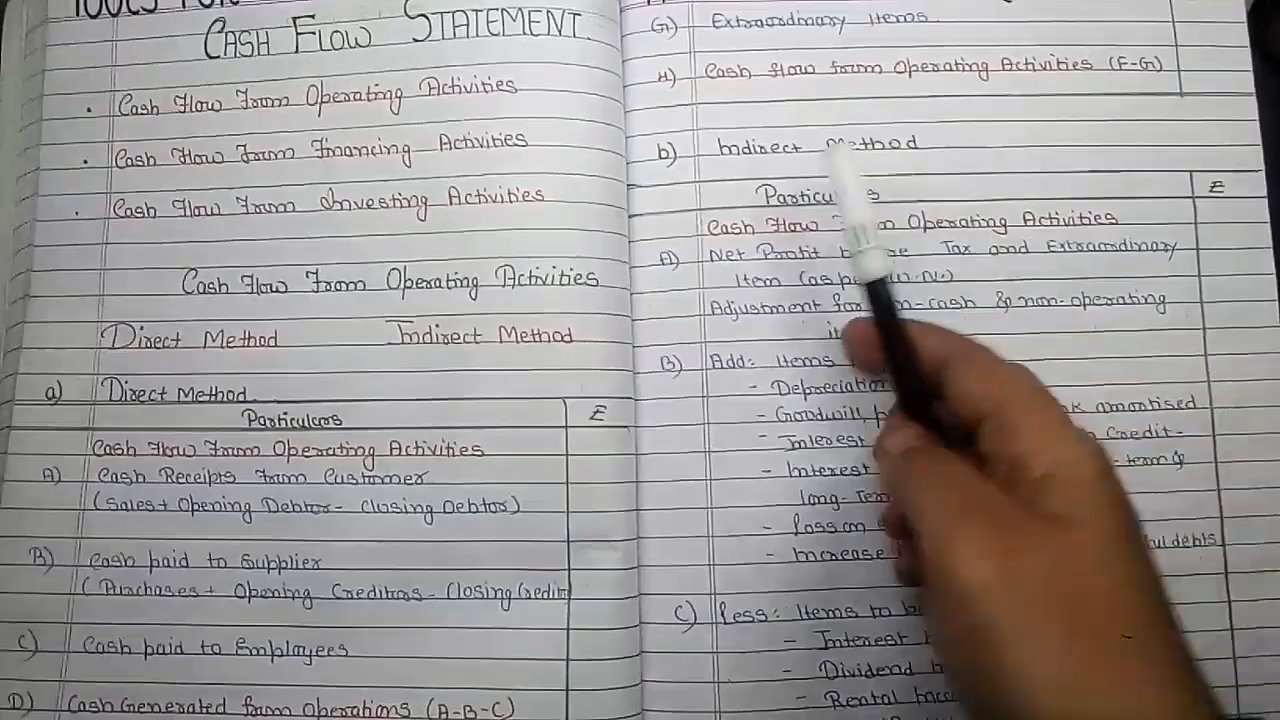 CASH FLOW STATEMENT
. Cash Flow From Operating Activities
. Cash Flow From Financing Activities
. Cash Flow From Investing Activities
Cash Flow From Operating Activities
Direct Method Indirect Method
a) Direct Method
Particulars
Cash Flow From Operating Activities
A) Cash Receipts From Customer
(Sales + Opening Debtor - Closing Debtor)
B) Cash paid to Supplier
(Purchases + Opening Creditors - Closing
C) Cash paid to Employees
D) Cash Generated from Operations (A-B-C)
G) Extraordinary Items
H) Cash flow from Operating Activities (F-G)
b) Indirect Method
Cash Flow Operating Activities
A) Net Profit Tax and Extraordinary
Item
Adjustment & non-operating
B) Add: Items
- Depreciation
- Goodwill, amortised
- Interest Credit-
- Interest -term &
long-
- loss on
- Increase debts
C) less: Items to
- Interest
- Dividend
- Rental